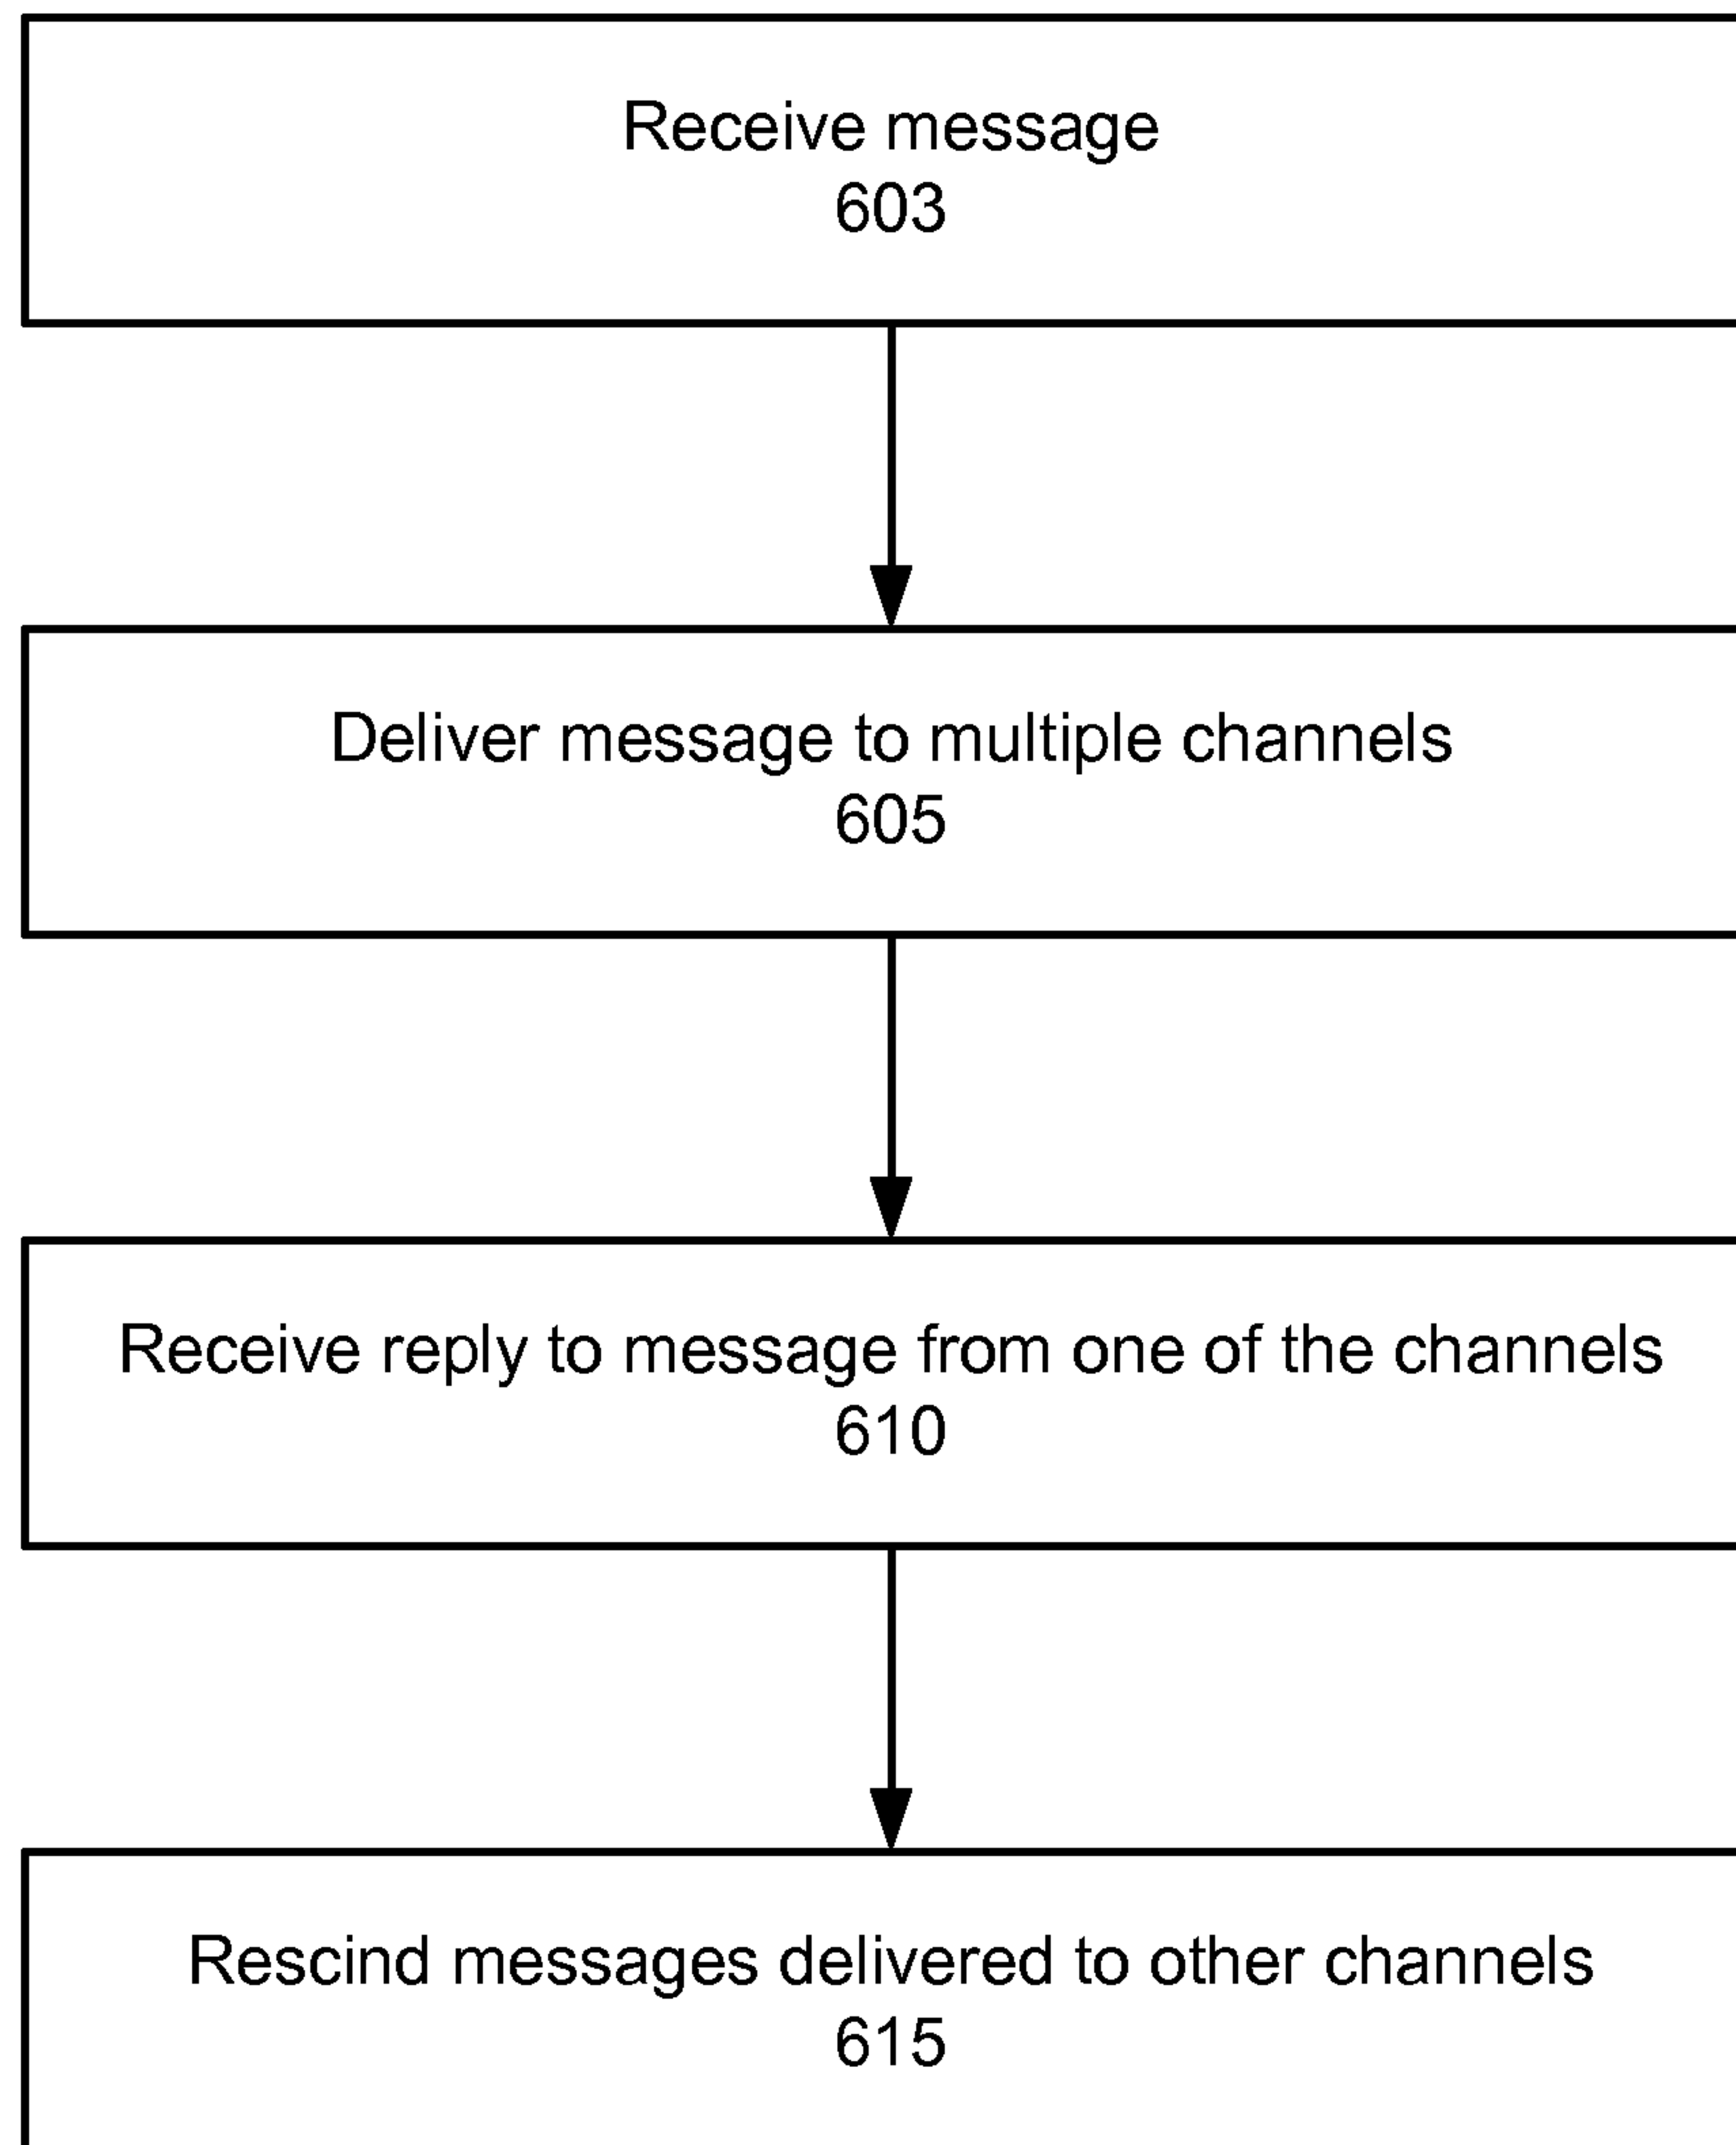 Receive message
603
Deliver message to multiple channels
605
Receive reply to message from one of the channels
610
Rescind messages delivered to other channels
615